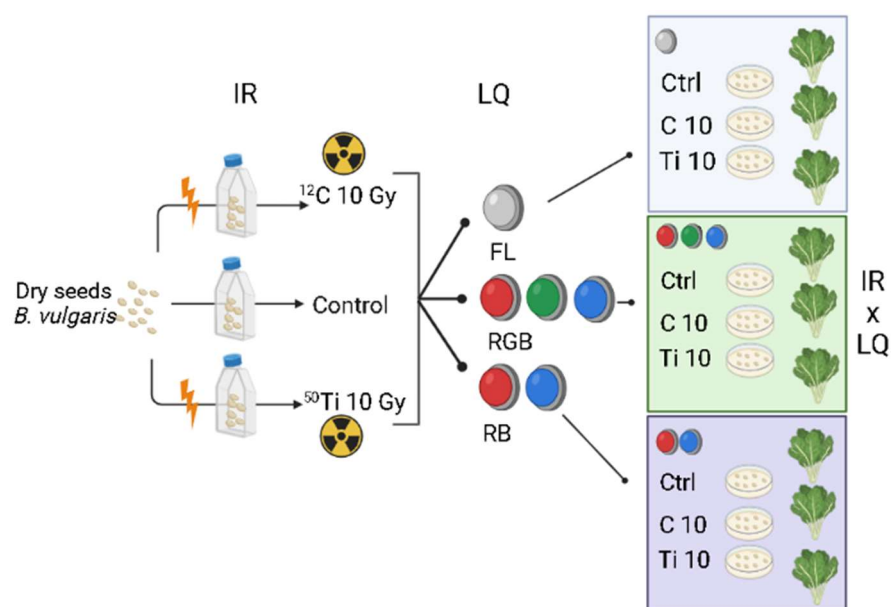 IR
LQ
¹²C 10 Gy
Dry seeds
B. vulgaris
Control
⁵⁰Ti 10 Gy
FL
RGB
RB
Ctrl
C 10
Ti 10
Ctrl
C 10
Ti 10
Ctrl
C 10
Ti 10
IR
x
LQ